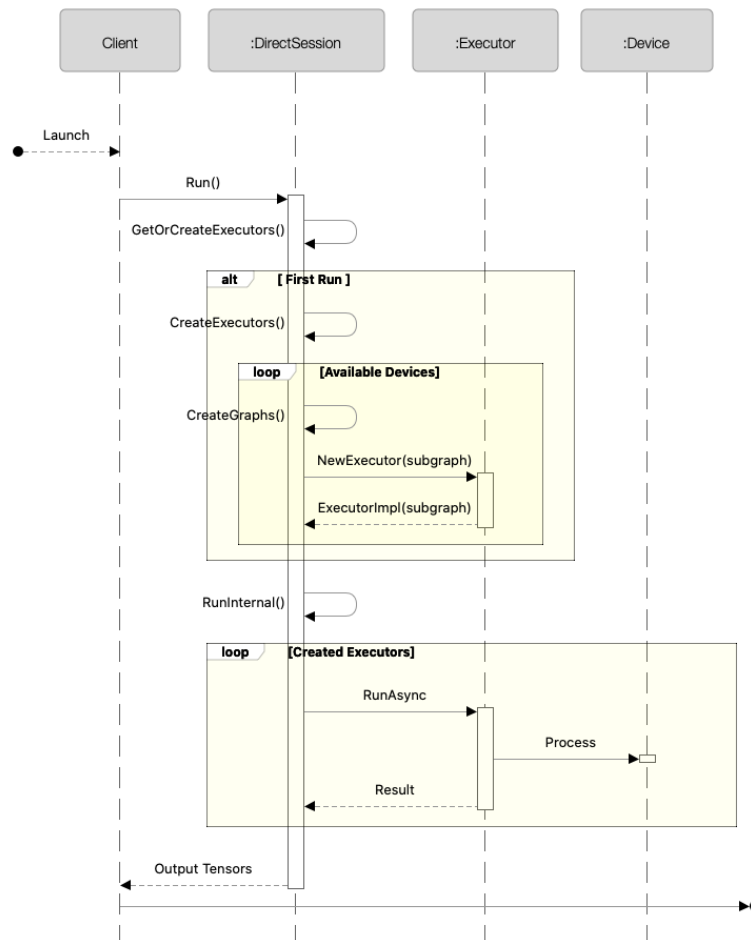 Client
:DirectSession
:Executor
:Device
Launch
Run()
GetOrCreateExecutors()
alt
[ First Run ]
CreateExecutors()
loop
[Available Devices]
CreateGraphs()
NewExecutor(subgraph)
ExecutorImpl(subgraph)
RunInternal()
loop
[Created Executors]
RunAsync
Process
Result
Output Tensors